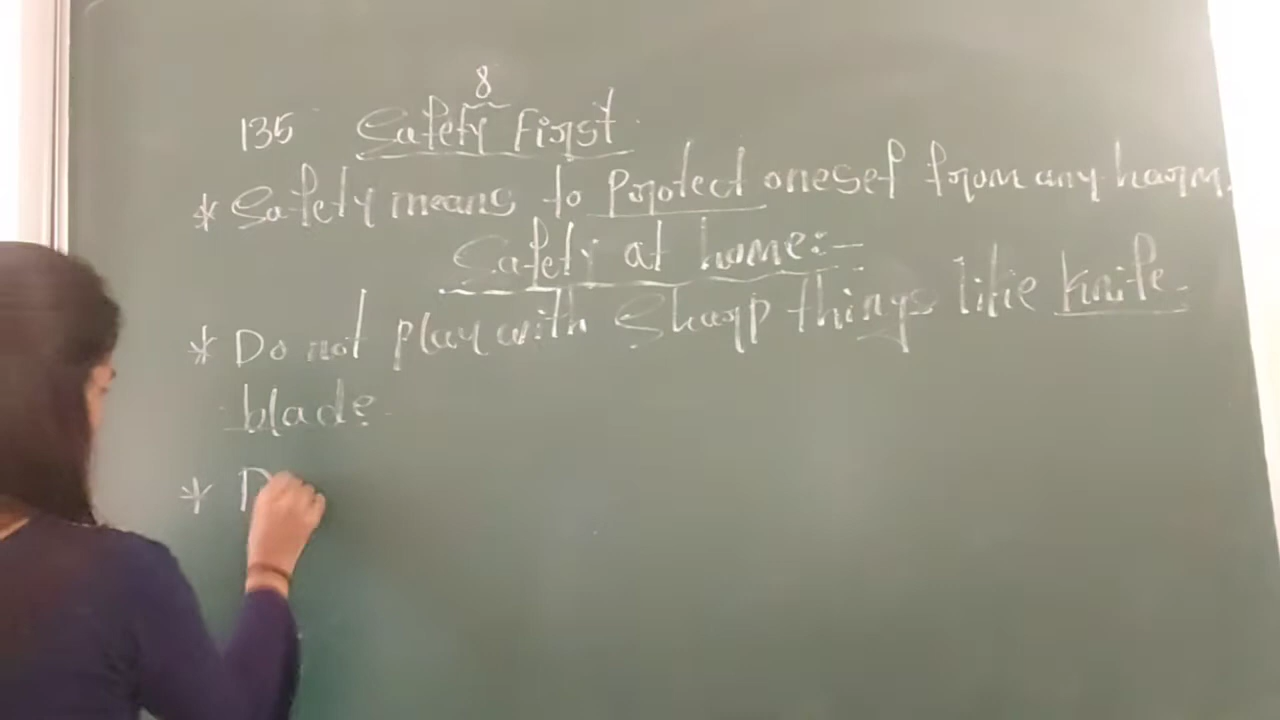 8
135 Safety First
* Safety means to Protect onesef from any harm.
Safety at home:-
* Do not play with Sharp things like knife
blade.
* D